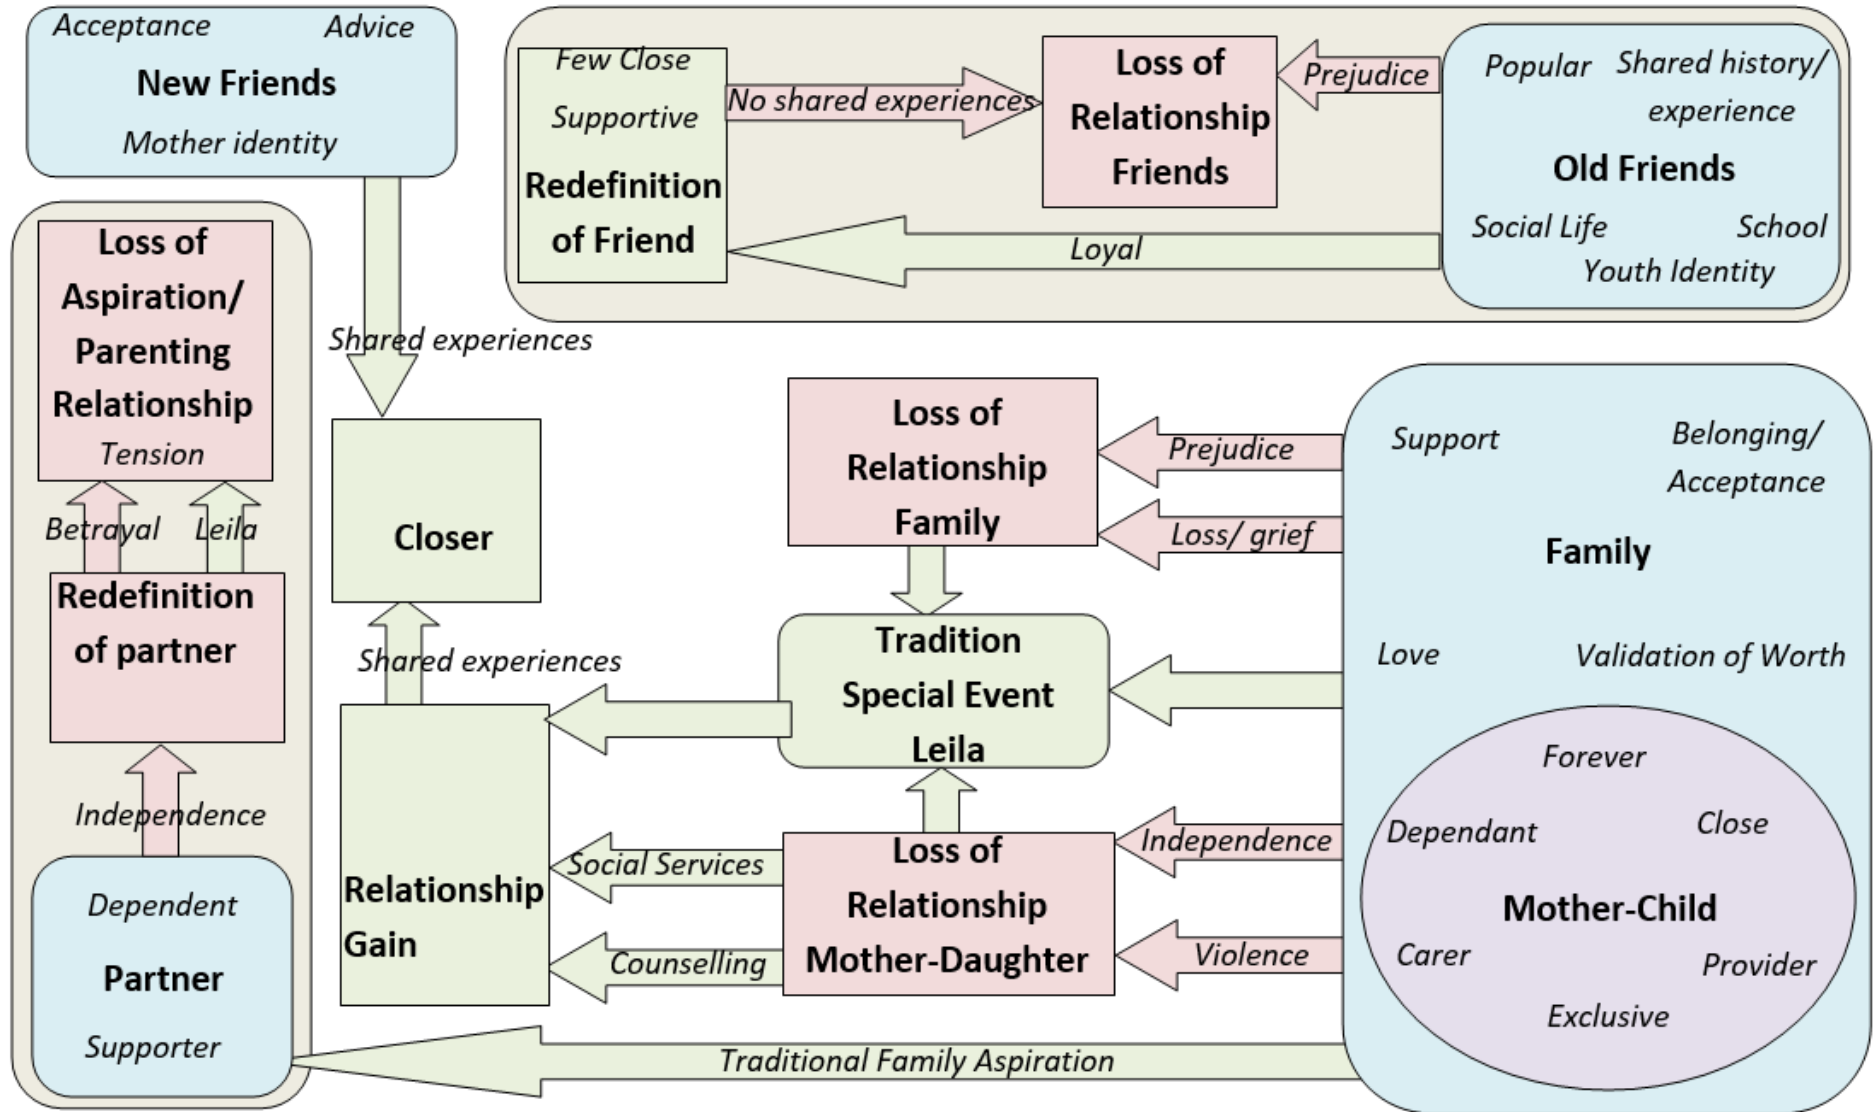 Acceptance Advice
New Friends
Mother identity
Few Close
Supportive
Redefinition
of Friend
No shared experiences
Loss of
Relationship
Friends
Prejudice
Popular Shared history/
experience
Old Friends
Social Life School
Youth Identity
Loyal
Loss of
Aspiration/
Parenting
Relationship
Tension
Betrayal Leila
Redefinition
of partner
Independence
Dependent
Partner
Supporter
Shared experiences
Closer
Shared experiences
Relationship
Gain
Loss of
Relationship
Family
Prejudice
Loss/ grief
Tradition
Special Event
Leila
Social Services
Counselling
Loss of
Relationship
Mother-Daughter
Independence
Violence
Support Belonging/
Acceptance
Family
Love Validation of Worth
Forever
Dependant Close
Mother-Child
Carer Provider
Exclusive
Traditional Family Aspiration